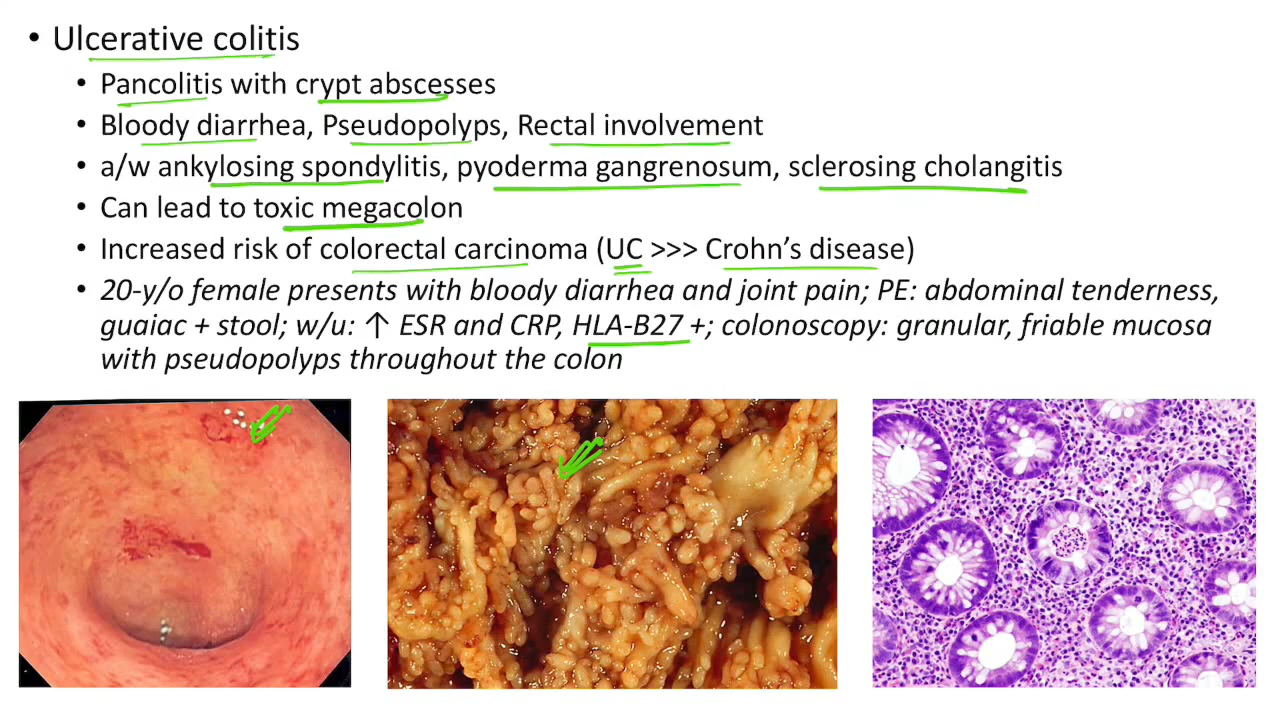 • Ulcerative colitis
• Pancolitis with crypt abscesses
• Bloody diarrhea, Pseudopolyps, Rectal involvement
• a/w ankylosing spondylitis, pyoderma gangrenosum, sclerosing cholangitis
• Can lead to toxic megacolon
• Increased risk of colorectal carcinoma (UC >>> Crohn’s disease)
• 20-y/o female presents with bloody diarrhea and joint pain; PE: abdominal tenderness,
guaiac + stool; w/u: ↑ ESR and CRP, HLA-B27 +; colonoscopy: granular, friable mucosa
with pseudopolyps throughout the colon